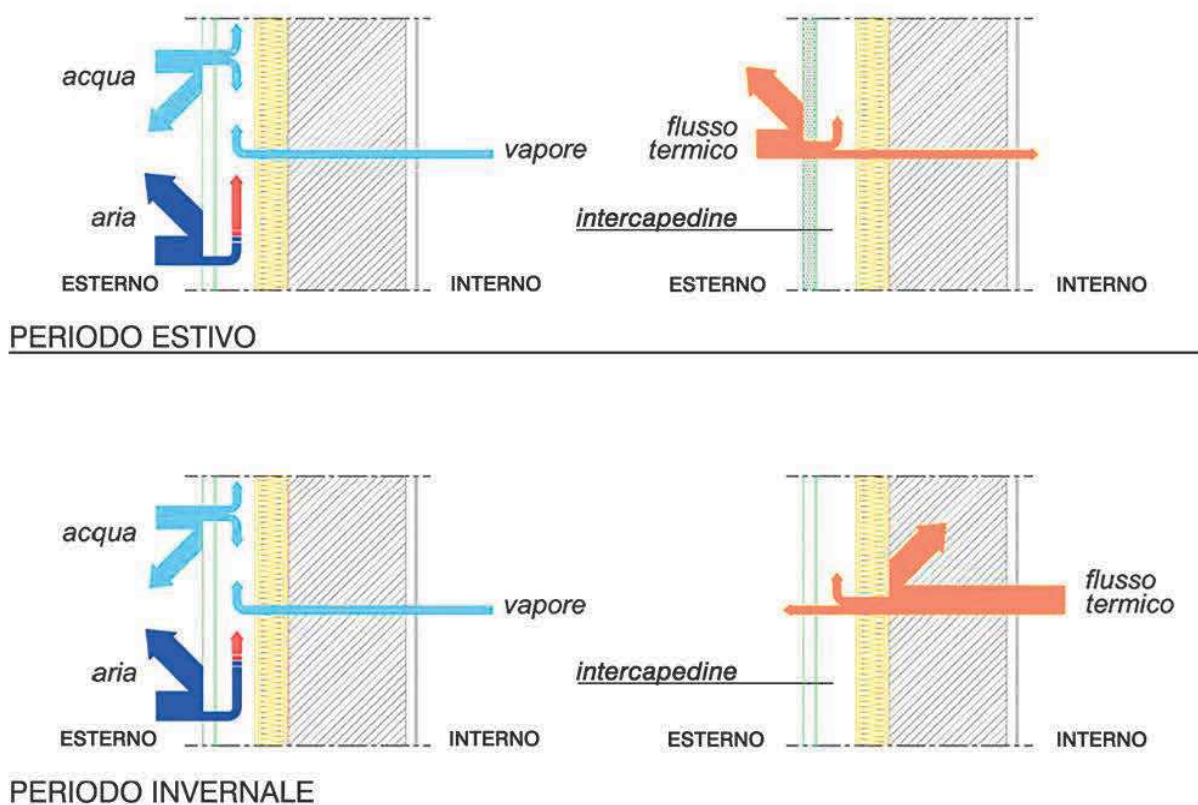 acqua
vapore
aria
ESTERNO
INTERNO
flusso
termico
intercapedine
ESTERNO
INTERNO
PERIODO ESTIVO
acqua
vapore
aria
ESTERNO
INTERNO
flusso
termico
intercapedine
ESTERNO
INTERNO
PERIODO INVERNALE